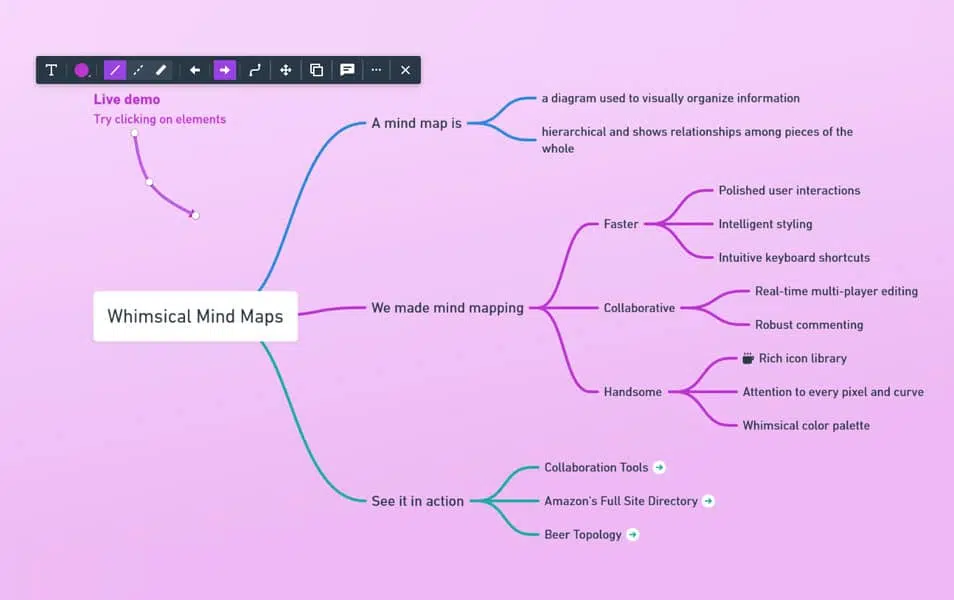 T
Live demo
Try clicking on elements
A mind map is
a diagram used to visually organize information
hierarchical and shows relationships among pieces of the
whole
Whimsical Mind Maps
We made mind mapping
Faster
Polished user interactions
Intelligent styling
Intuitive keyboard shortcuts
Collaborative
Real-time multi-player editing
Robust commenting
Handsome
Rich icon library
Attention to every pixel and curve
Whimsical color palette
See it in action
Collaboration Tools
Amazon's Full Site Directory
Beer Topology